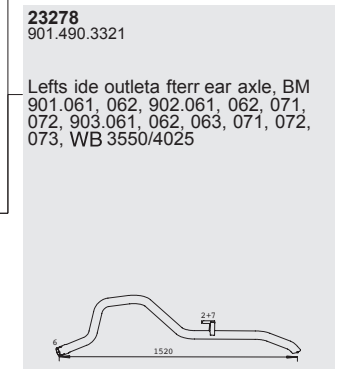 23278
901.490.3321
Lefts ide outleta fterr ear axle, BM
901.061, 062, 902.061, 062, 071,
072, 903.061, 062, 063, 071, 072,
073, WB 3550/4025
2+7
6
1520